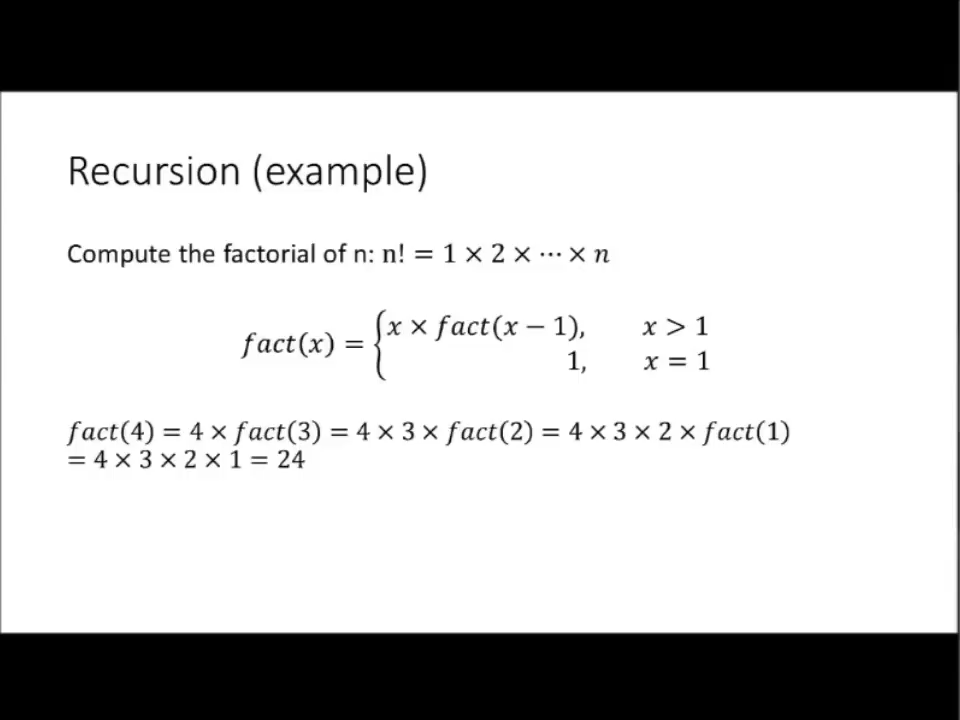 Recursion (example)
Compute the factorial of n: n! = 1 × 2 × ⋯ × n
fact(x) = { x × fact(x − 1), x > 1
1, x = 1
fact(4) = 4 × fact(3) = 4 × 3 × fact(2) = 4 × 3 × 2 × fact(1)
= 4 × 3 × 2 × 1 = 24